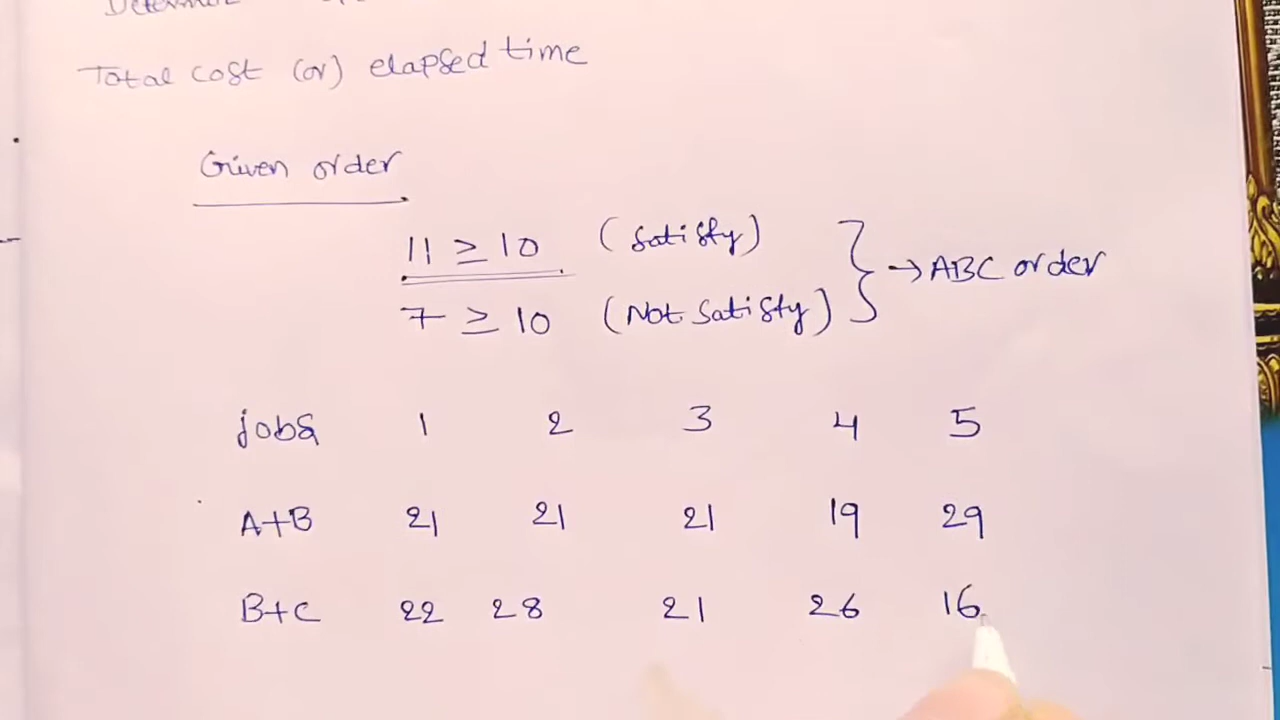 Total cost (or) elapsed time
Given order
11 ≥ 10 (satisfy)
7 ≥ 10 (Not satisfy)
→ ABC order
jobs 1 2 3 4 5
A+B 21 21 21 19 29
B+C 22 28 21 26 16